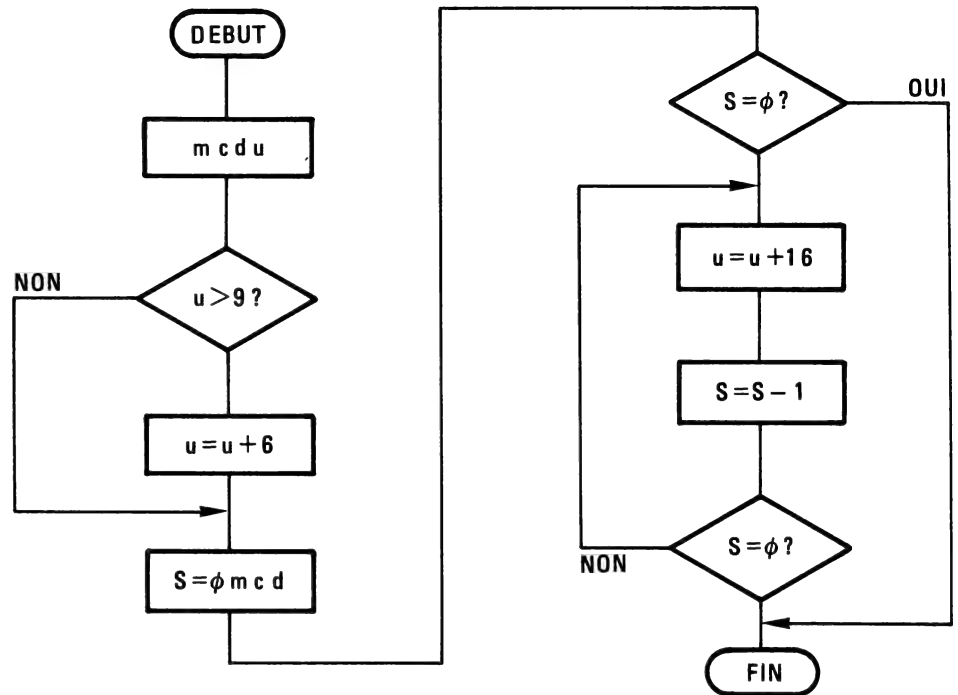 DEBUT
m c d u
NON
u > 9 ?
u = u + 6
S = ϕ m c d
S = ϕ ?
OUI
u = u + 16
S = S − 1
S = ϕ ?
NON
FIN